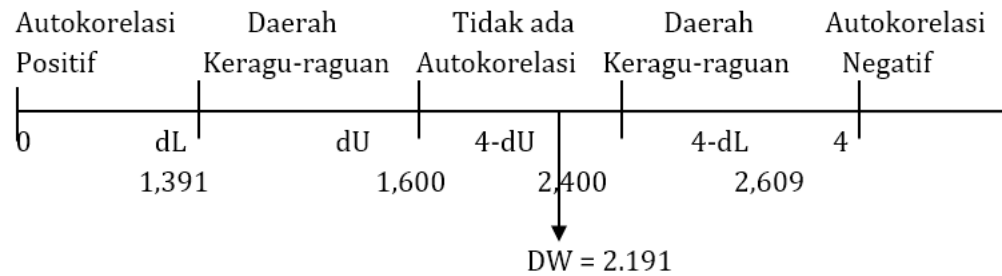 Autokorelasi Daerah Tidak ada Daerah Autokorelasi
Positif Keragu-raguan Autokorelasi Keragu-raguan Negatif
0 dL dU 4-dU 4-dL 4
1,391 1,600 2,400 2,609
DW = 2.191